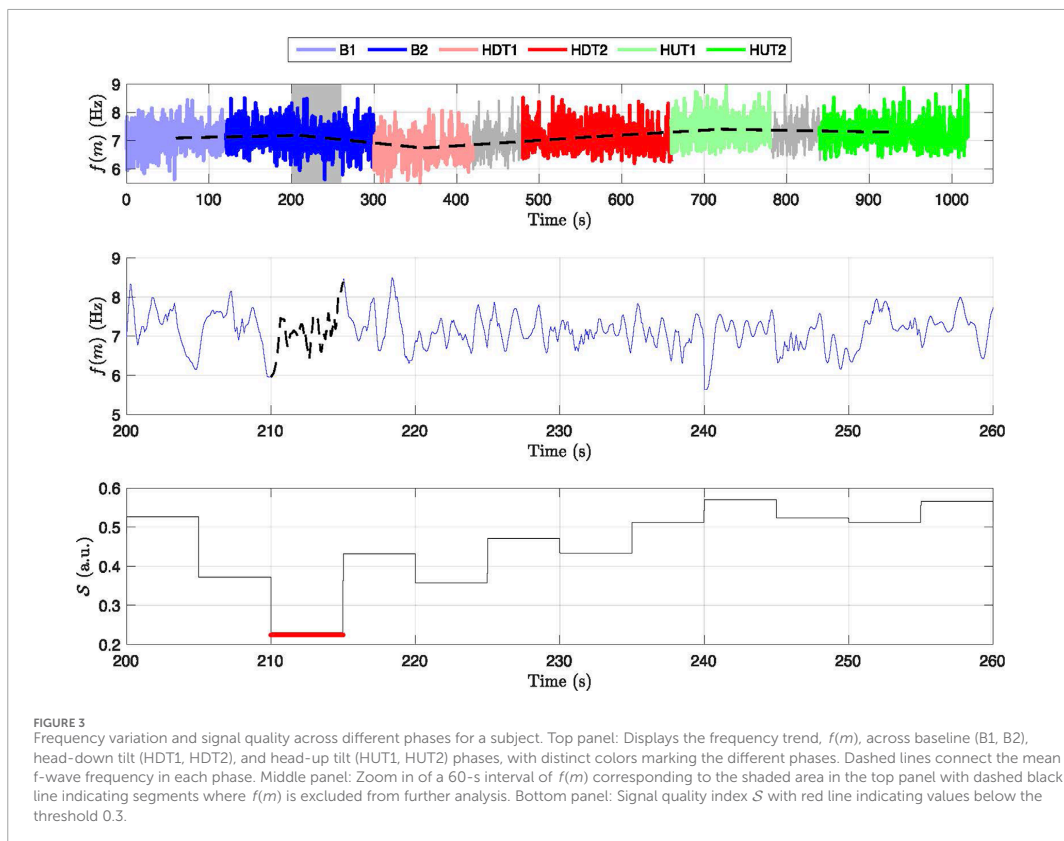 B1 B2 HDT1 HDT2 HUT1 HUT2
9
8
7
6
f(m) (Hz)
0 100 200 300 400 500 600 700 800 900 1000
Time (s)
9
8
7
6
5
f(m) (Hz)
200 210 220 230 240 250 260
Time (s)
0.6
0.5
0.4
0.3
0.2
S (a.u.)
200 210 220 230 240 250 260
Time (s)
FIGURE 3
Frequency variation and signal quality across different phases for a subject. Top panel: Displays the frequency trend, f(m), across baseline (B1, B2),
head-down tilt (HDT1, HDT2), and head-up tilt (HUT1, HUT2) phases, with distinct colors marking the different phases. Dashed lines connect the mean
f-wave frequency in each phase. Middle panel: Zoom in of a 60-s interval of f(m) corresponding to the shaded area in the top panel with dashed black
line indicating segments where f(m) is excluded from further analysis. Bottom panel: Signal quality index S with red line indicating values below the
threshold 0.3.